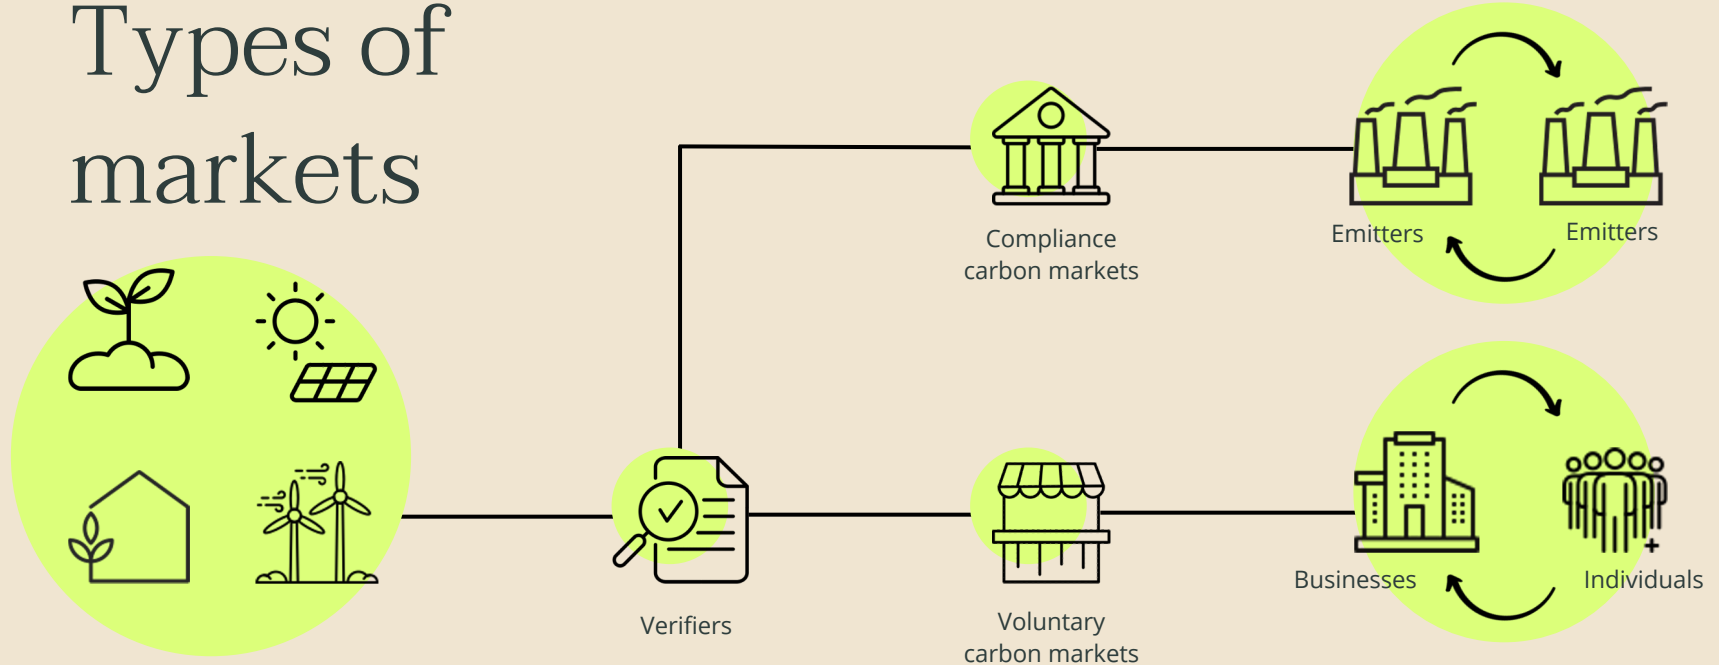 Types of
markets
Compliance
carbon markets
Emitters
Emitters
Verifiers
Voluntary
carbon markets
Businesses
Individuals